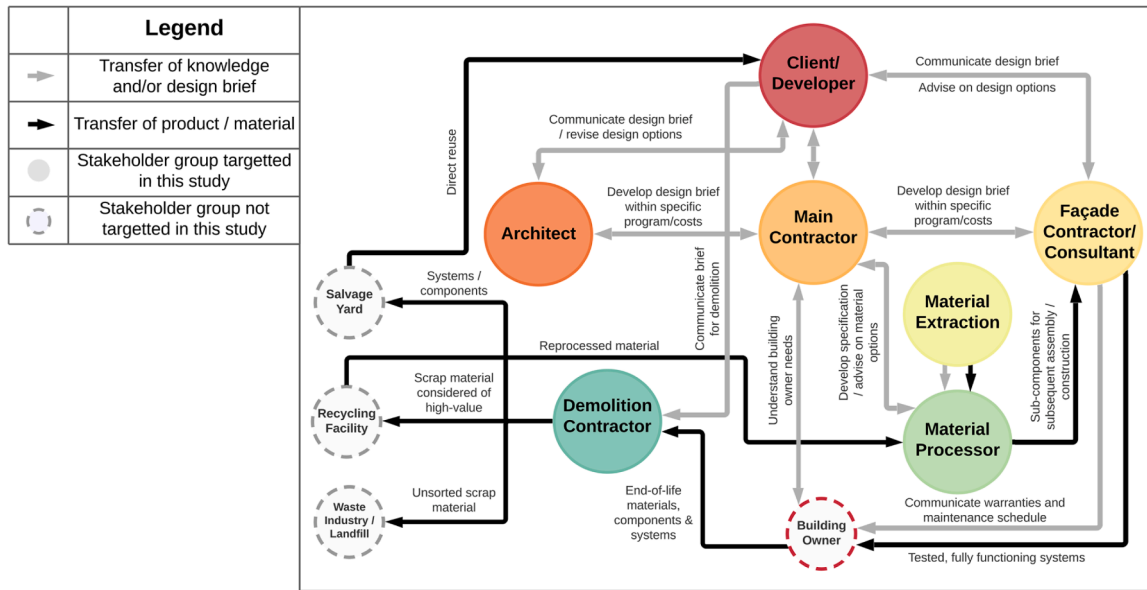 Legend
Transfer of knowledge
and/or design brief
Transfer of product / material
Stakeholder group targetted
in this study
Stakeholder group not
targetted in this study
Client/
Developer
Communicate design brief
Advise on design options
Communicate design brief
/ revise design options
Direct reuse
Architect
Develop design brief
within specific
program/costs
Main
Contractor
Develop design brief
within specific
program/costs
Façade
Contractor/
Consultant
Salvage
Yard
Systems /
components
Communicate brief
for demolition
Material
Extraction
Reprocessed material
Understand building
owner needs
Develop specification
/ advise on material
options
Sub-components for
subsequent assembly /
construction
Recycling
Facility
Scrap material
considered of
high-value
Demolition
Contractor
Material
Processor
Waste
Industry /
Landfill
Unsorted scrap
material
End-of-life
materials,
components &
systems
Building
Owner
Communicate warranties and
maintenance schedule
Tested, fully functioning systems